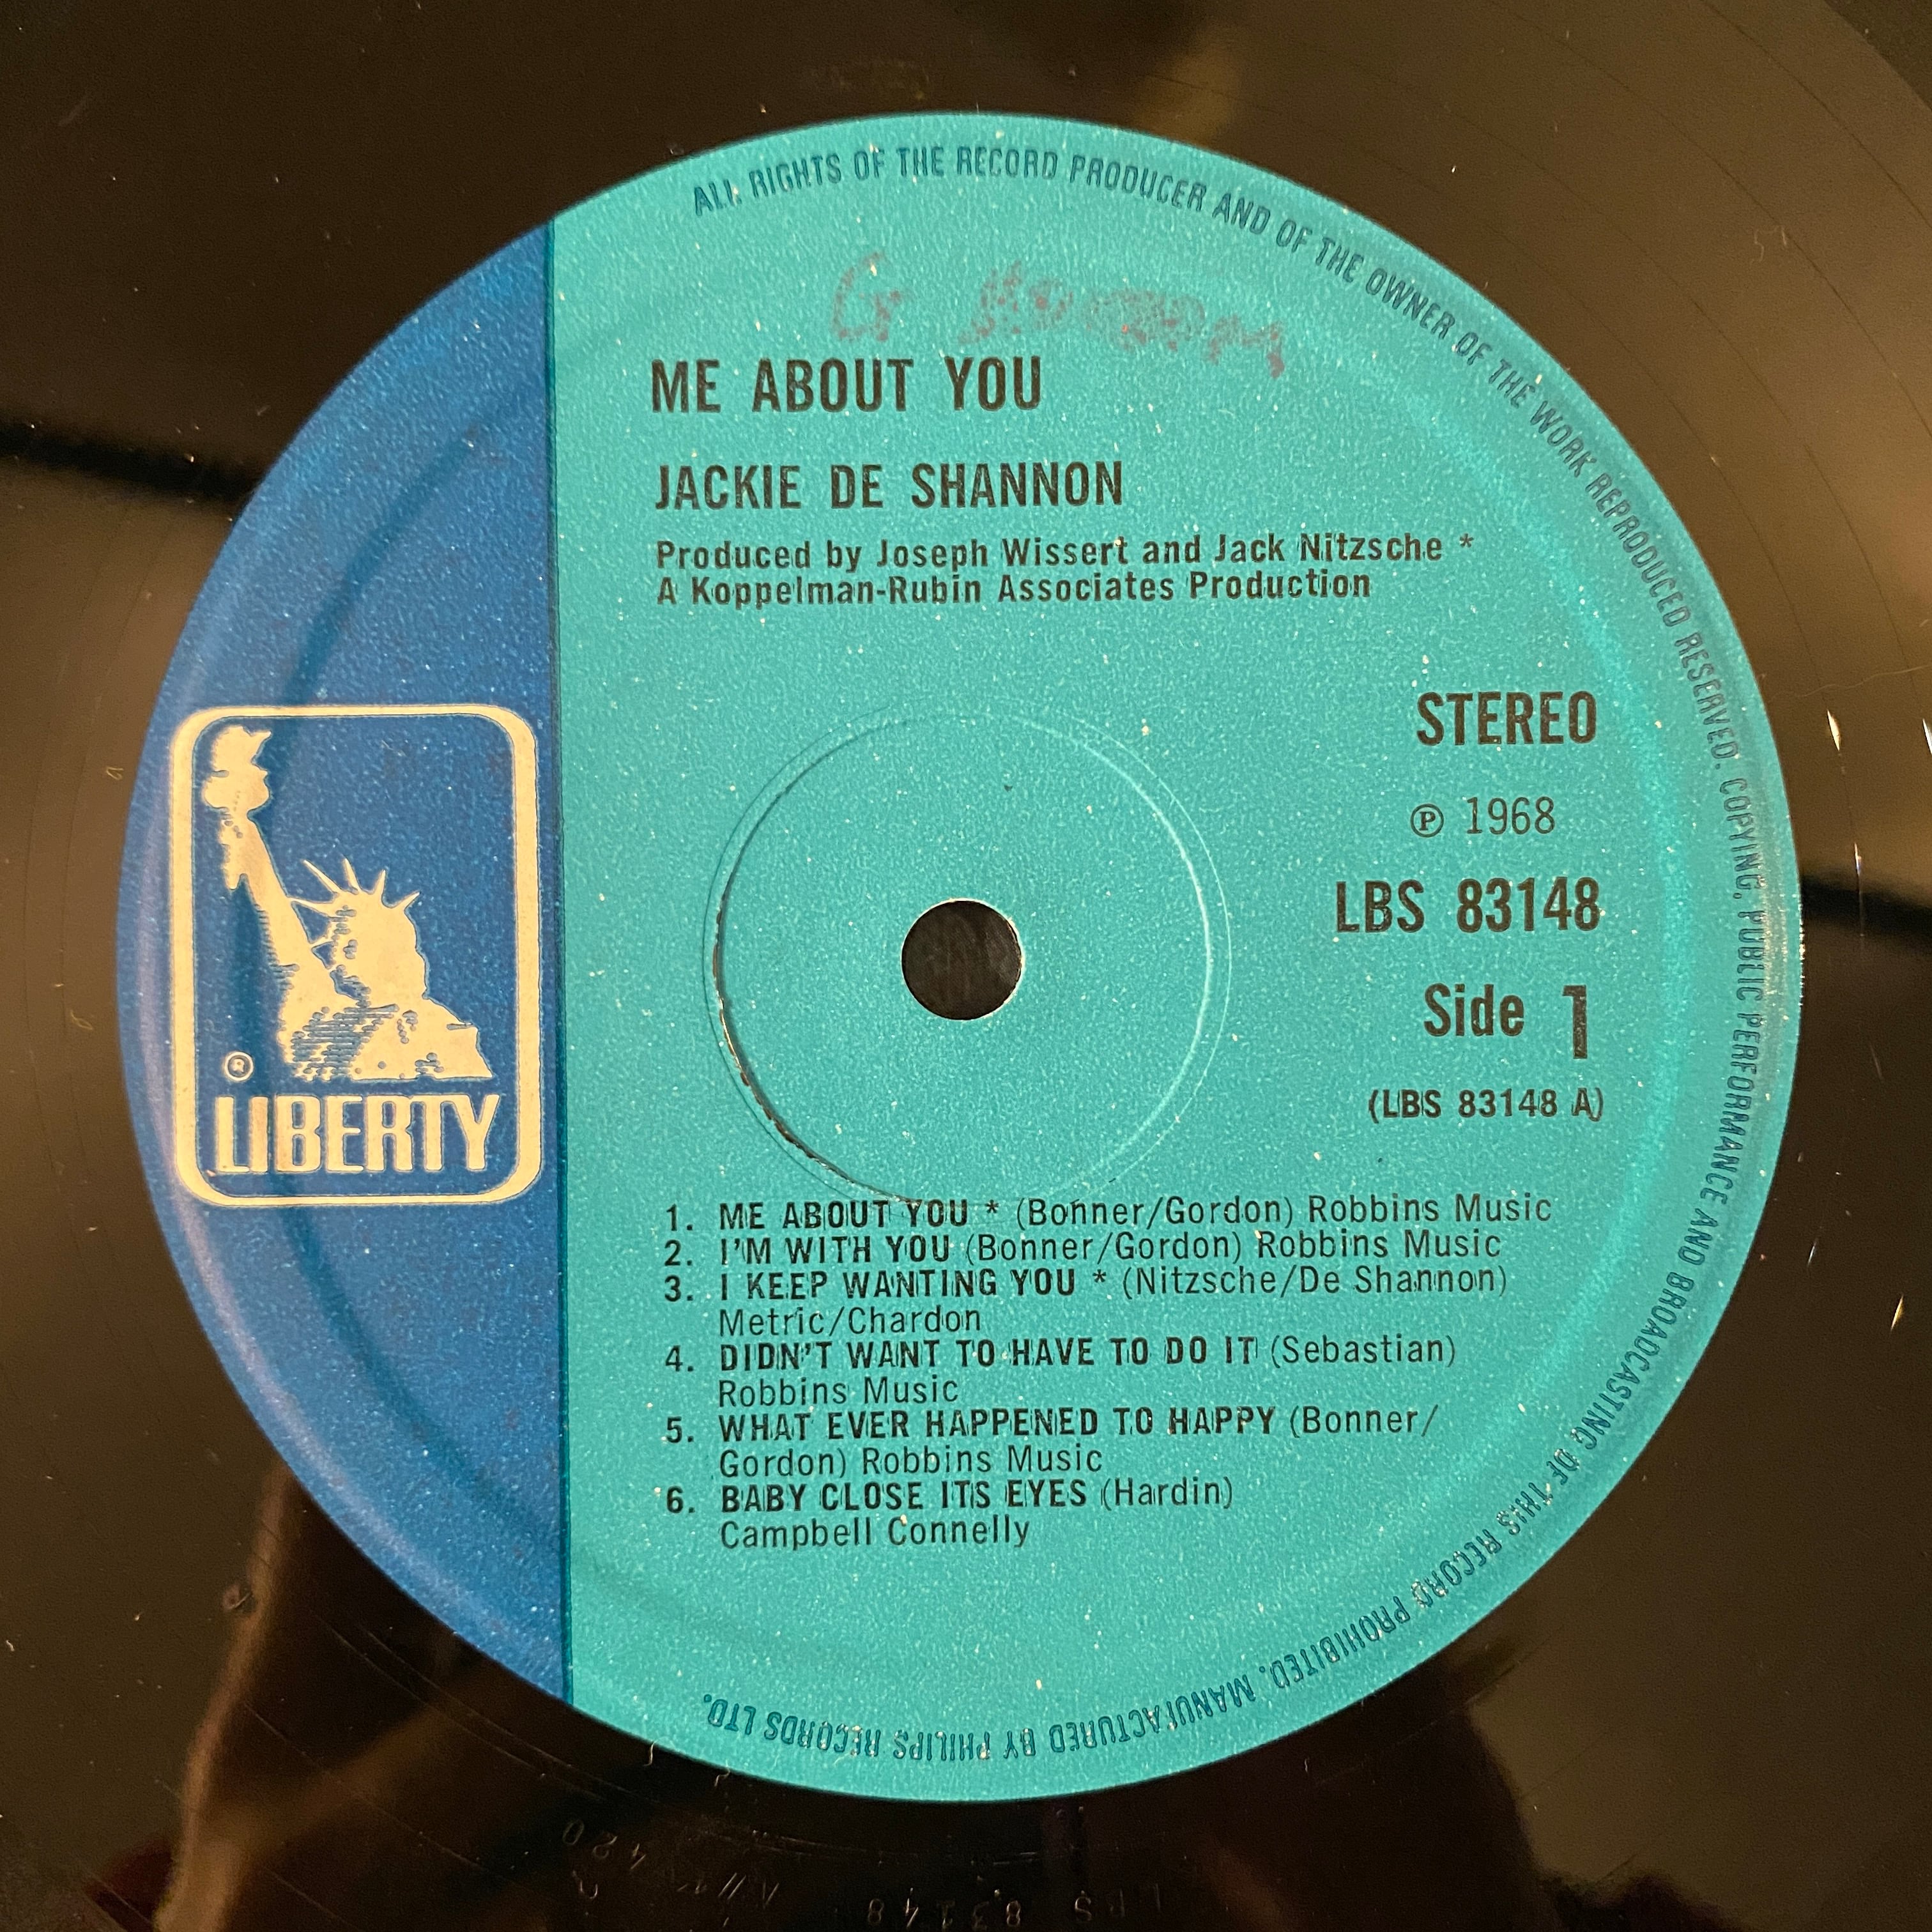 ALL RIGHTS OF THE RECORD PRODUCER AND OF THE OWNER OF THE WORK REPRODUCED RESERVED. COPYING, PUBLIC PERFORMANCE AND BROADCASTING OF THIS RECORD PROHIBITED. MANUFACTURED BY PHILIPS RECORDS LTD.
G
ME ABOUT YOU
JACKIE DE SHANNON
Produced by Joseph Wissert and Jack Nitzsche *
A Koppelman-Rubin Associates Production
STEREO
℗ 1968
LBS 83148
Side 1
(LBS 83148 A)
®
LIBERTY
1. ME ABOUT YOU * (Bonner/Gordon) Robbins Music
2. I'M WITH YOU (Bonner/Gordon) Robbins Music
3. I KEEP WANTING YOU * (Nitzsche/De Shannon)
Metric/Chardon
4. DIDN'T WANT TO HAVE TO DO IT (Sebastian)
Robbins Music
5. WHAT EVER HAPPENED TO HAPPY (Bonner/
Gordon) Robbins Music
6. BABY CLOSE ITS EYES (Hardin)
Campbell Connelly
LBS 83148
420